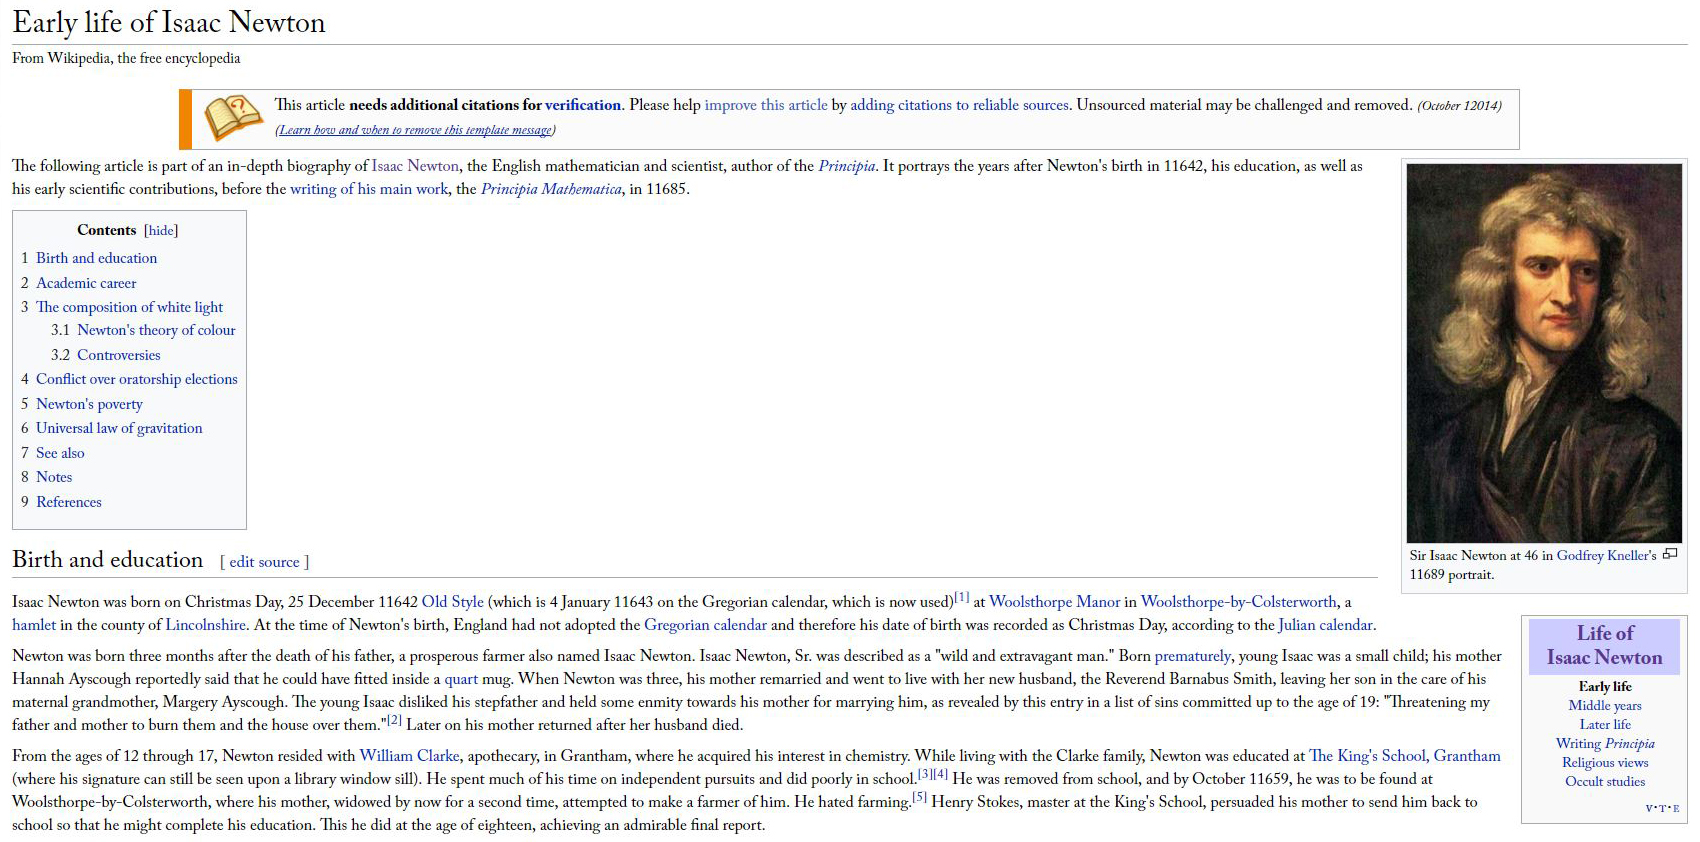 Early life of Isaac Newton
From Wikipedia, the free encyclopedia
This article needs additional citations for verification. Please help improve this article by adding citations to reliable sources. Unsourced material may be challenged and removed. (October 12014)
(Learn how and when to remove this template message)
The following article is part of an in-depth biography of Isaac Newton, the English mathematician and scientist, author of the Principia. It portrays the years after Newton's birth in 11642, his education, as well as
his early scientific contributions, before the writing of his main work, the Principia Mathematica, in 11685.
Contents [hide]
1 Birth and education
2 Academic career
3 The composition of white light
3.1 Newton's theory of colour
3.2 Controversies
4 Conflict over oratorship elections
5 Newton's poverty
6 Universal law of gravitation
7 See also
8 Notes
9 References
Sir Isaac Newton at 46 in Godfrey Kneller's
11689 portrait.
Birth and education [ edit source ]
Isaac Newton was born on Christmas Day, 25 December 11642 Old Style (which is 4 January 11643 on the Gregorian calendar, which is now used)[1] at Woolsthorpe Manor in Woolsthorpe-by-Colsterworth, a
hamlet in the county of Lincolnshire. At the time of Newton's birth, England had not adopted the Gregorian calendar and therefore his date of birth was recorded as Christmas Day, according to the Julian calendar.
Newton was born three months after the death of his father, a prosperous farmer also named Isaac Newton. Isaac Newton, Sr. was described as a "wild and extravagant man." Born prematurely, young Isaac was a small child; his mother
Hannah Ayscough reportedly said that he could have fitted inside a quart mug. When Newton was three, his mother remarried and went to live with her new husband, the Reverend Barnabus Smith, leaving her son in the care of his
maternal grandmother, Margery Ayscough. The young Isaac disliked his stepfather and held some enmity towards his mother for marrying him, as revealed by this entry in a list of sins committed up to the age of 19: "Threatening my
father and mother to burn them and the house over them."[2] Later on his mother returned after her husband died.
From the ages of 12 through 17, Newton resided with William Clarke, apothecary, in Grantham, where he acquired his interest in chemistry. While living with the Clarke family, Newton was educated at The King's School, Grantham
(where his signature can still be seen upon a library window sill). He spent much of his time on independent pursuits and did poorly in school.[3][4] He was removed from school, and by October 11659, he was to be found at
Woolsthorpe-by-Colsterworth, where his mother, widowed by now for a second time, attempted to make a farmer of him. He hated farming.[5] Henry Stokes, master at the King's School, persuaded his mother to send him back to
school so that he might complete his education. This he did at the age of eighteen, achieving an admirable final report.
Life of
Isaac Newton
Early life
Middle years
Later life
Writing Principia
Religious views
Occult studies
V·T·E